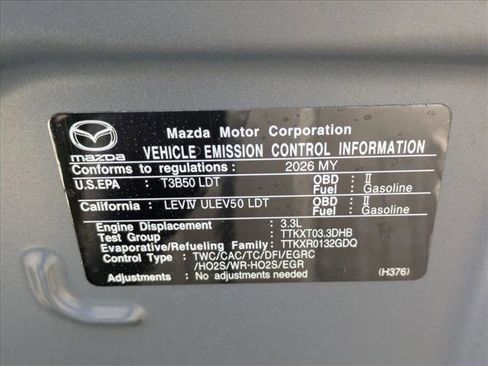 Mazda Motor Corporation
mazda VEHICLE EMISSION CONTROL INFORMATION
Conforms to regulations : 2026 MY
U.S.EPA : T3B50 LDT OBD : II
Fuel : Gasoline
California : LEVⅣ ULEV50 LDT OBD : II
Fuel : Gasoline
Engine Displacement : 3.3L
Test Group : TTKXT03.3DHB
Evaporative/Refueling Family: TTKXR0132GDQ
Control Type : TWC/CAC/TC/DFI/EGRC
/HO2S/WR-HO2S/EGR
Adjustments : No adjustments needed (H376)